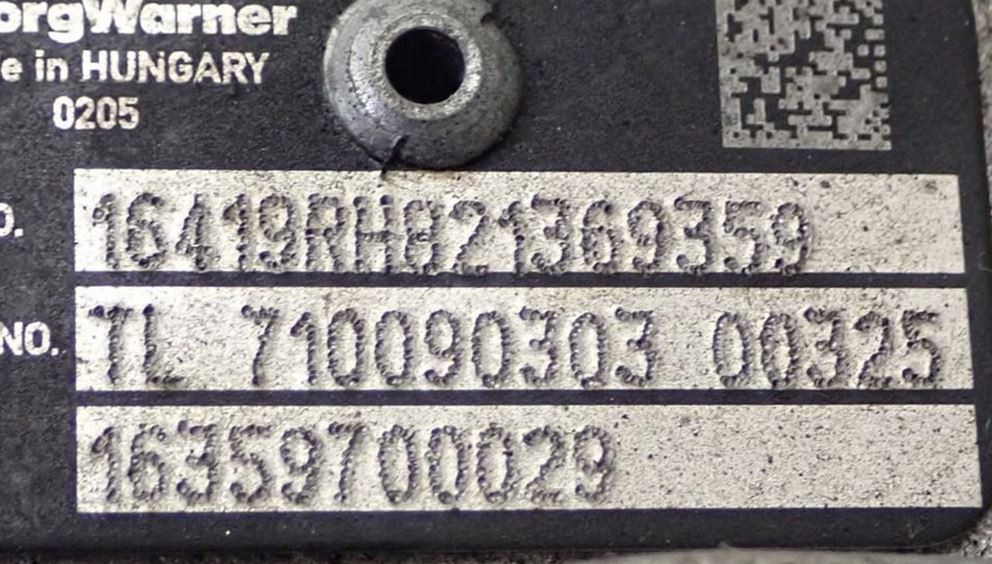 orgWarner
e in HUNGARY
0205
O.
16419RH821369359
NO.
TL 710090303 00325
16359700029